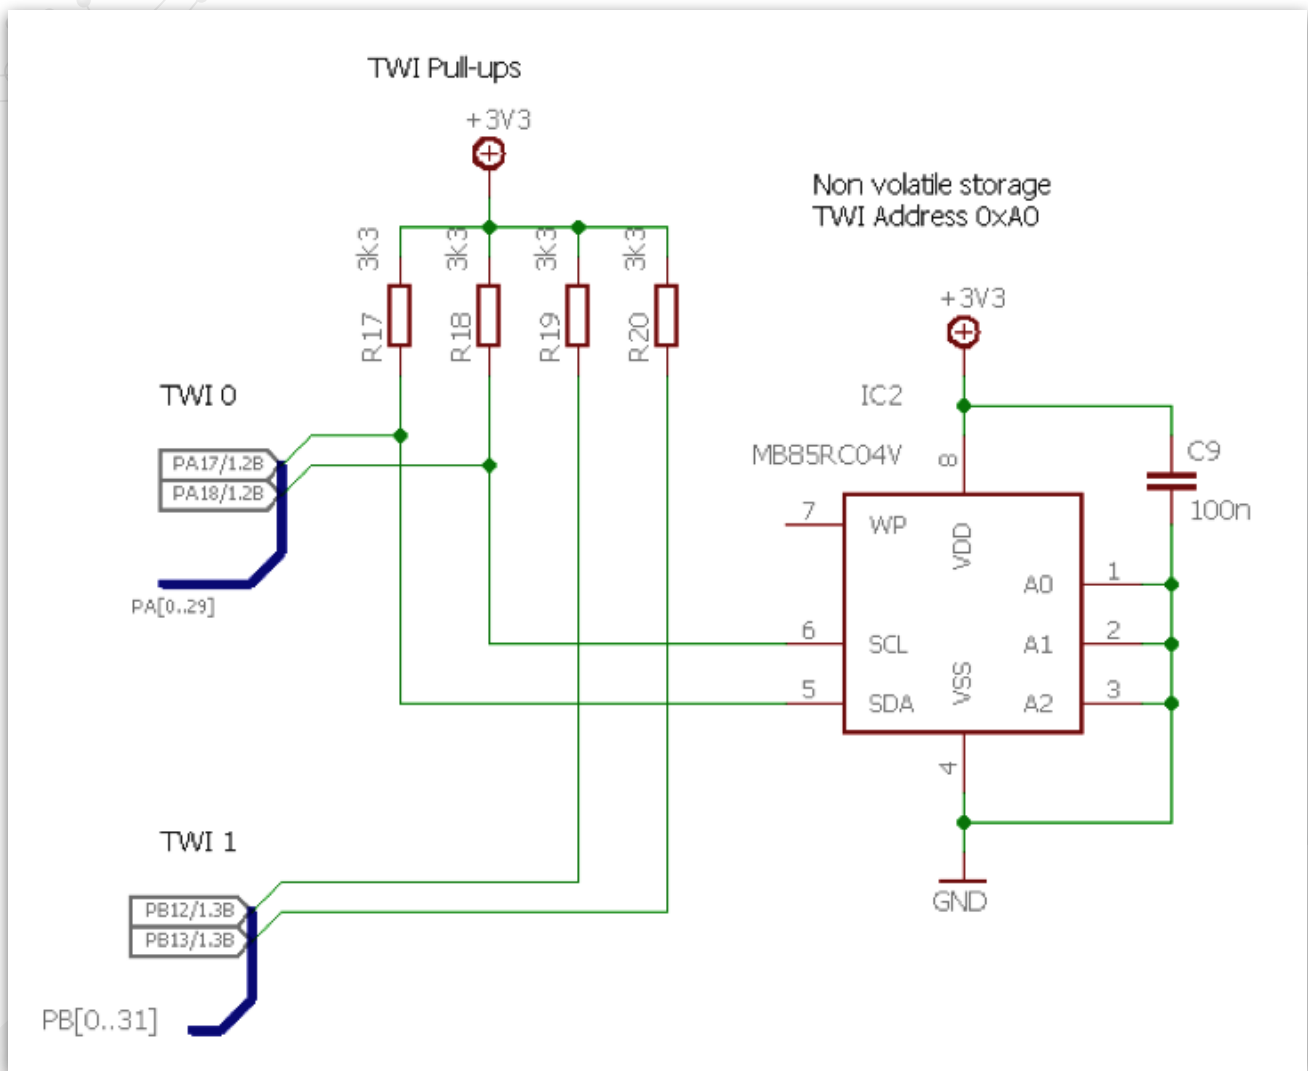 TWI Pull-ups
+3V3
Non volatile storage
TWI Address 0xA0
3K3
3K3
3K3
3K3
R17
R18
R19
R20
+3V3
TWI 0
IC2
MB85RC04V
C9
100n
PA17/1.2B
PA18/1.2B
PA[0..29]
8
7
WP
VDD
A0
1
6
SCL
A1
2
5
SDA
VSS
A2
3
4
TWI 1
GND
PB12/1.3B
PB13/1.3B
PB[0..31]